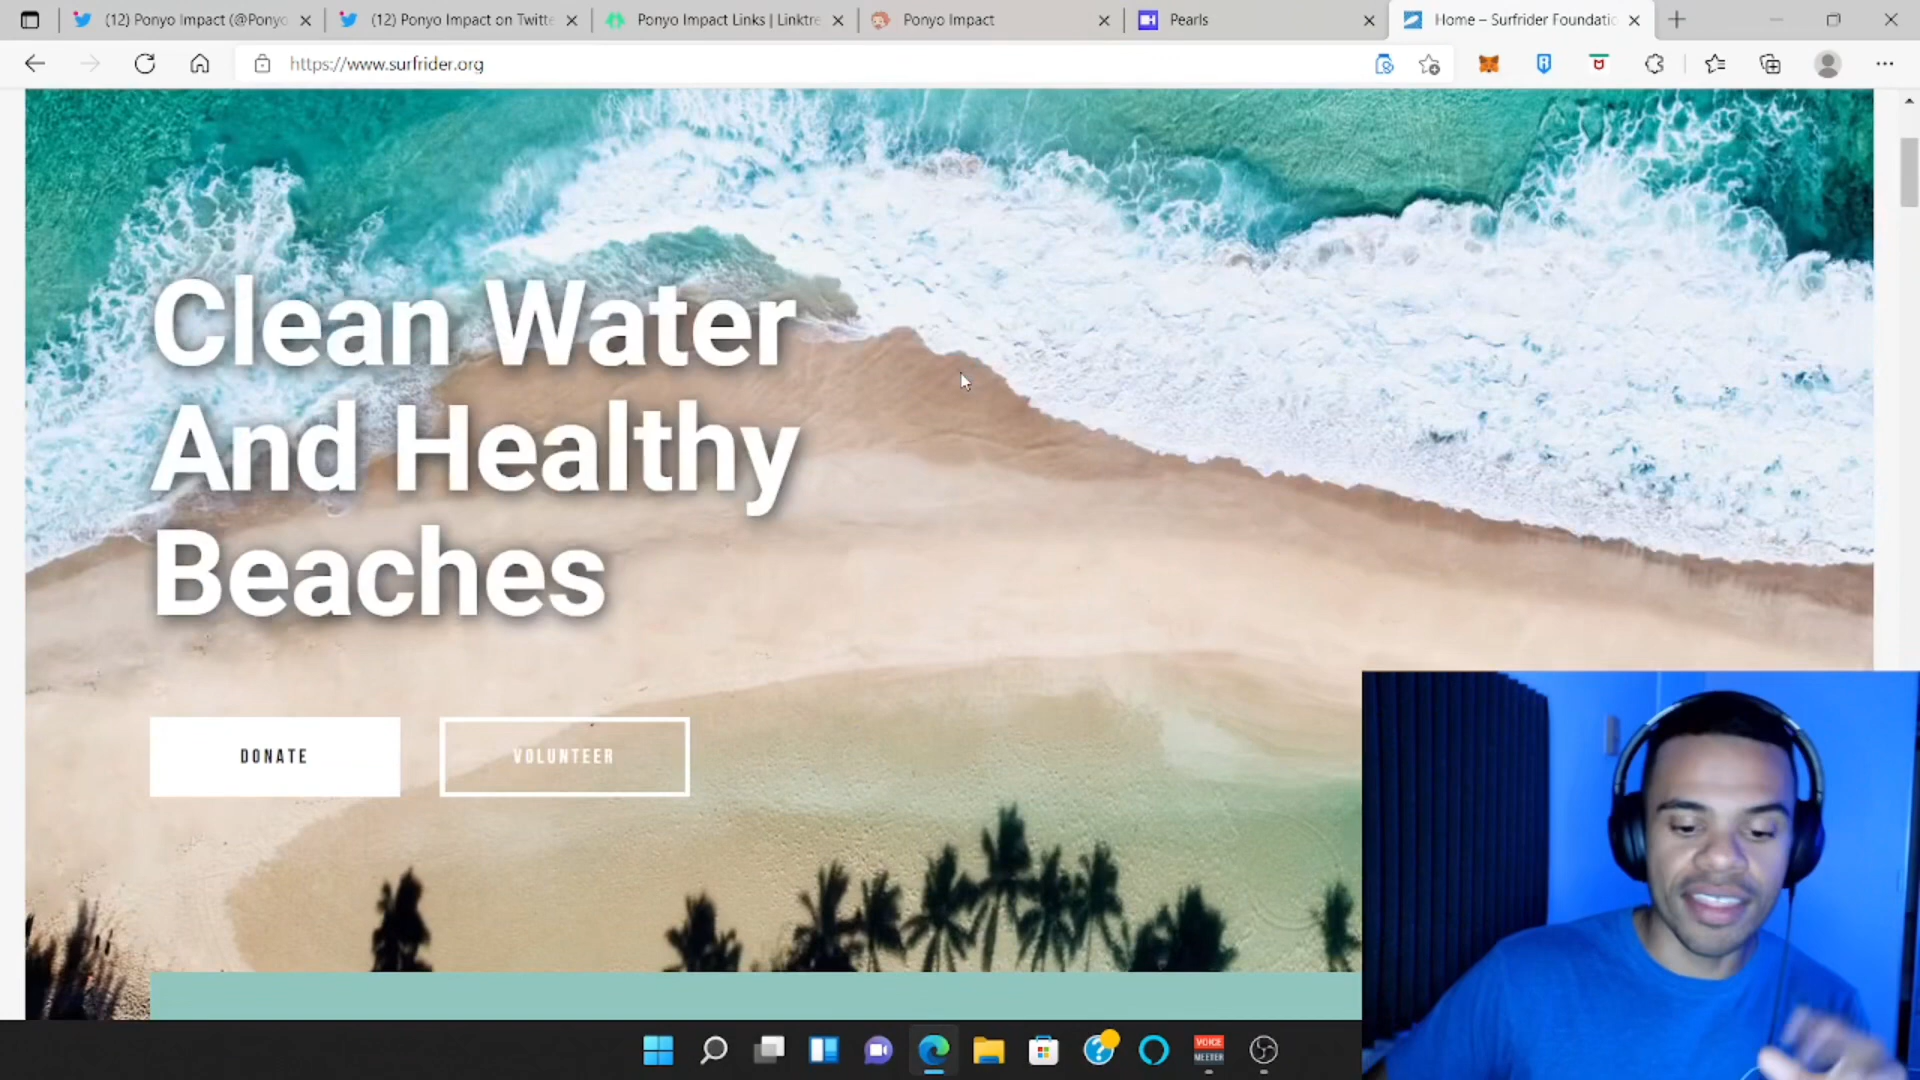 (12) Ponyo Impact (@Ponyo
(12) Ponyo Impact on Twitte
Ponyo Impact Links | Linktre
Ponyo Impact
Pearls
Home – Surfrider Foundatio
https://www.surfrider.org
Clean Water
And Healthy
Beaches
DONATE
VOLUNTEER
VOICE
MEETER